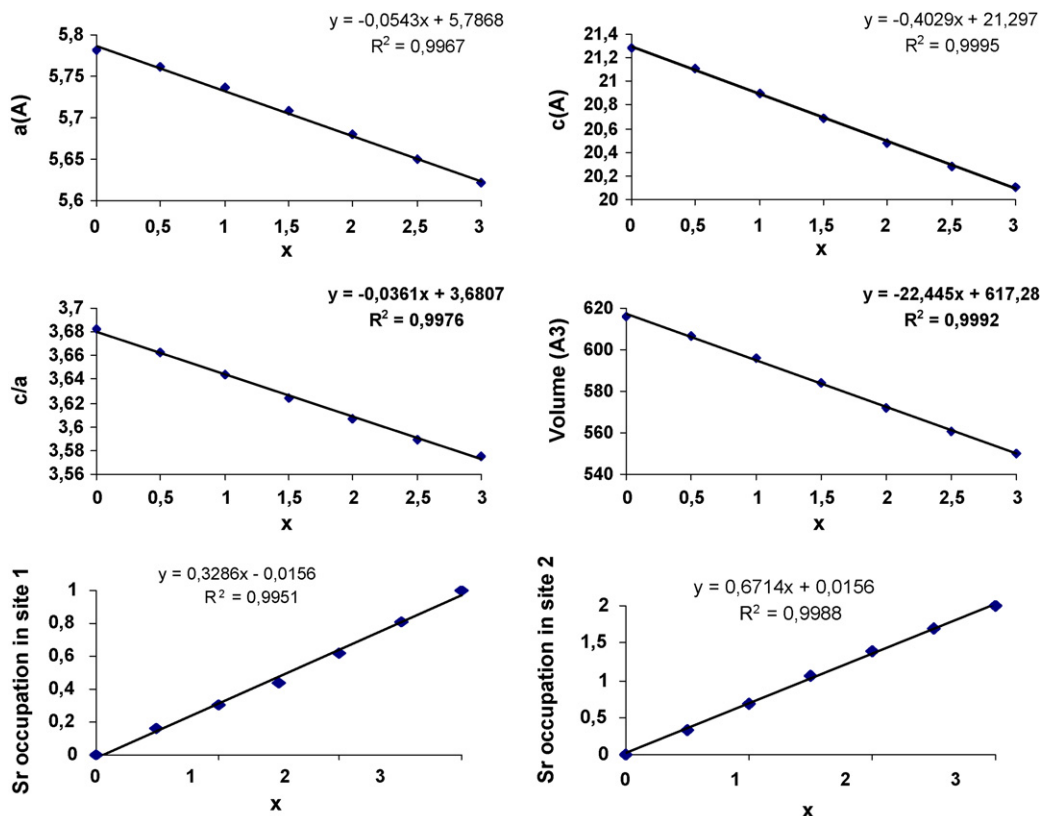 y = -0,0543x + 5,7868
R² = 0,9967
5,8
5,75
5,7
5,65
5,6
a(A)
0 0,5 1 1,5 2 2,5 3
x
y = -0,4029x + 21,297
R² = 0,9995
21,4
21,2
21
20,8
20,6
20,4
20,2
20
c(A)
0 0,5 1 1,5 2 2,5 3
x
y = -0,0361x + 3,6807
R² = 0,9976
3,7
3,68
3,66
3,64
3,62
3,6
3,58
3,56
c/a
0 0,5 1 1,5 2 2,5 3
x
y = -22,445x + 617,28
R² = 0,9992
620
600
580
560
540
Volume (A3)
0 0,5 1 1,5 2 2,5 3
x
y = 0,3286x - 0,0156
R² = 0,9951
1
0,8
0,6
0,4
0,2
0
Sr occupation in site 1
0 1 2 3
x
y = 0,6714x + 0,0156
R² = 0,9988
2
1,5
1
0,5
0
Sr occupation in site 2
0 1 2 3
x